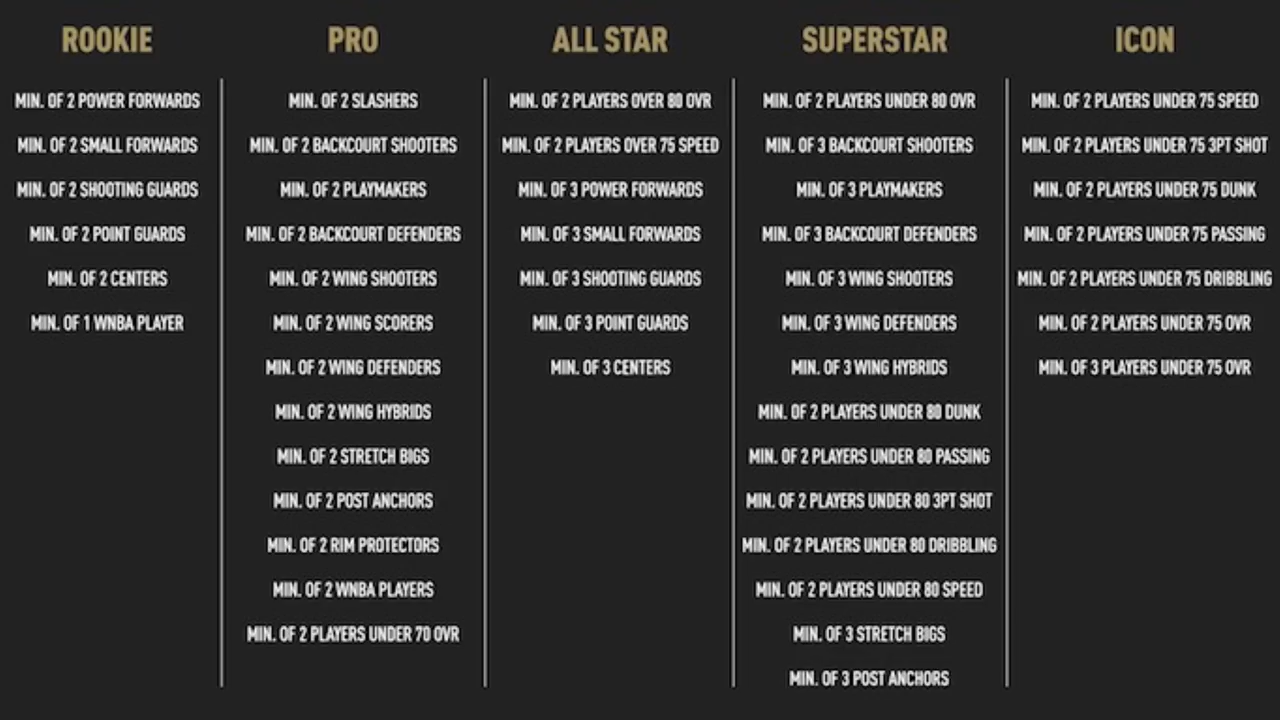 ROOKIE
MIN. OF 2 POWER FORWARDS
MIN. OF 2 SMALL FORWARDS
MIN. OF 2 SHOOTING GUARDS
MIN. OF 2 POINT GUARDS
MIN. OF 2 CENTERS
MIN. OF 1 WNBA PLAYER
PRO
MIN. OF 2 SLASHERS
MIN. OF 2 BACKCOURT SHOOTERS
MIN. OF 2 PLAYMAKERS
MIN. OF 2 BACKCOURT DEFENDERS
MIN. OF 2 WING SHOOTERS
MIN. OF 2 WING SCORERS
MIN. OF 2 WING DEFENDERS
MIN. OF 2 WING HYBRIDS
MIN. OF 2 STRETCH BIGS
MIN. OF 2 POST ANCHORS
MIN. OF 2 RIM PROTECTORS
MIN. OF 2 WNBA PLAYERS
MIN. OF 2 PLAYERS UNDER 70 OVR
ALL STAR
MIN. OF 2 PLAYERS OVER 80 OVR
MIN. OF 2 PLAYERS OVER 75 SPEED
MIN. OF 3 POWER FORWARDS
MIN. OF 3 SMALL FORWARDS
MIN. OF 3 SHOOTING GUARDS
MIN. OF 3 POINT GUARDS
MIN. OF 3 CENTERS
SUPERSTAR
MIN. OF 2 PLAYERS UNDER 80 OVR
MIN. OF 3 BACKCOURT SHOOTERS
MIN. OF 3 PLAYMAKERS
MIN. OF 3 BACKCOURT DEFENDERS
MIN. OF 3 WING SHOOTERS
MIN. OF 3 WING DEFENDERS
MIN. OF 3 WING HYBRIDS
MIN. OF 2 PLAYERS UNDER 80 DUNK
MIN. OF 2 PLAYERS UNDER 80 PASSING
MIN. OF 2 PLAYERS UNDER 80 3PT SHOT
MIN. OF 2 PLAYERS UNDER 80 DRIBBLING
MIN. OF 2 PLAYERS UNDER 80 SPEED
MIN. OF 3 STRETCH BIGS
MIN. OF 3 POST ANCHORS
ICON
MIN. OF 2 PLAYERS UNDER 75 SPEED
MIN. OF 2 PLAYERS UNDER 75 3PT SHOT
MIN. OF 2 PLAYERS UNDER 75 DUNK
MIN. OF 2 PLAYERS UNDER 75 PASSING
MIN. OF 2 PLAYERS UNDER 75 DRIBBLING
MIN. OF 2 PLAYERS UNDER 75 OVR
MIN. OF 3 PLAYERS UNDER 75 OVR